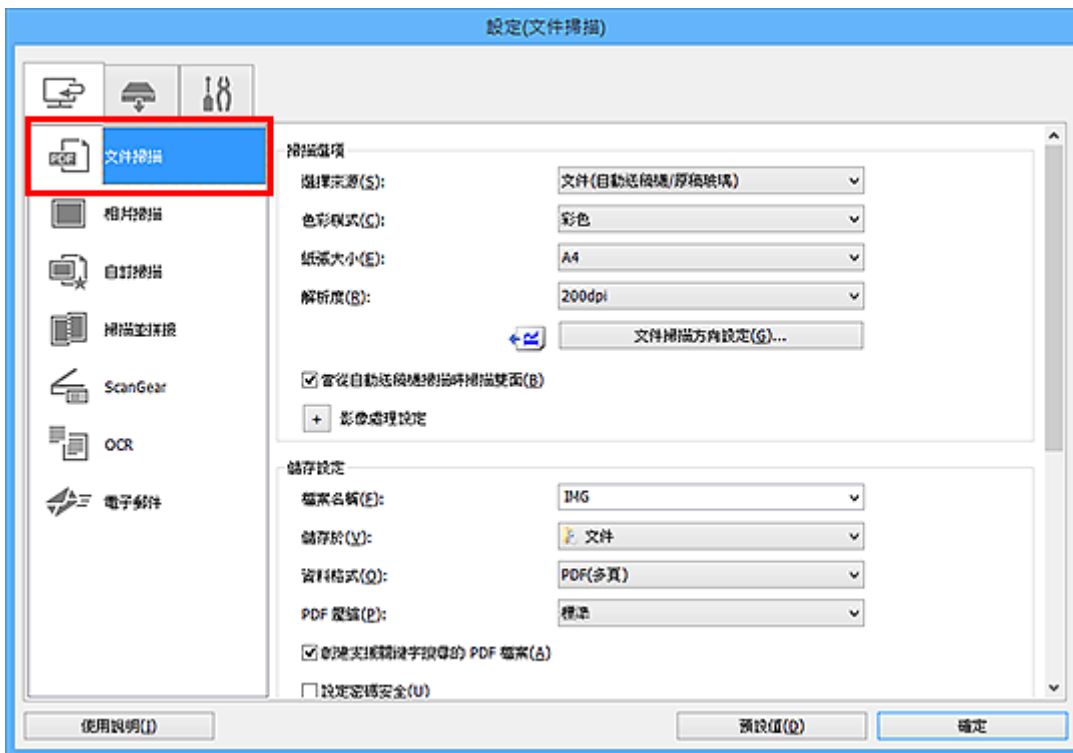 設定(文件掃描)
文件掃描
相片掃描
自訂掃描
掃描並拼接
ScanGear
OCR
電子郵件
掃描選項
選擇來源(S):
文件(自動送稿機/原稿玻璃)
色彩模式(C):
彩色
紙張大小(E):
A4
解析度(R):
200dpi
文件掃描方向設定(G)...
當從自動送稿機掃描時掃描雙面(B)
+ 影像處理設定
儲存設定
檔案名稱(F):
IMG
儲存於(V):
文件
資料格式(O):
PDF(多頁)
PDF 壓縮(P):
標準
創建支援關鍵字搜尋的 PDF 檔案(A)
設定密碼安全(U)
使用說明(I)
預設值(D)
確定
PDF